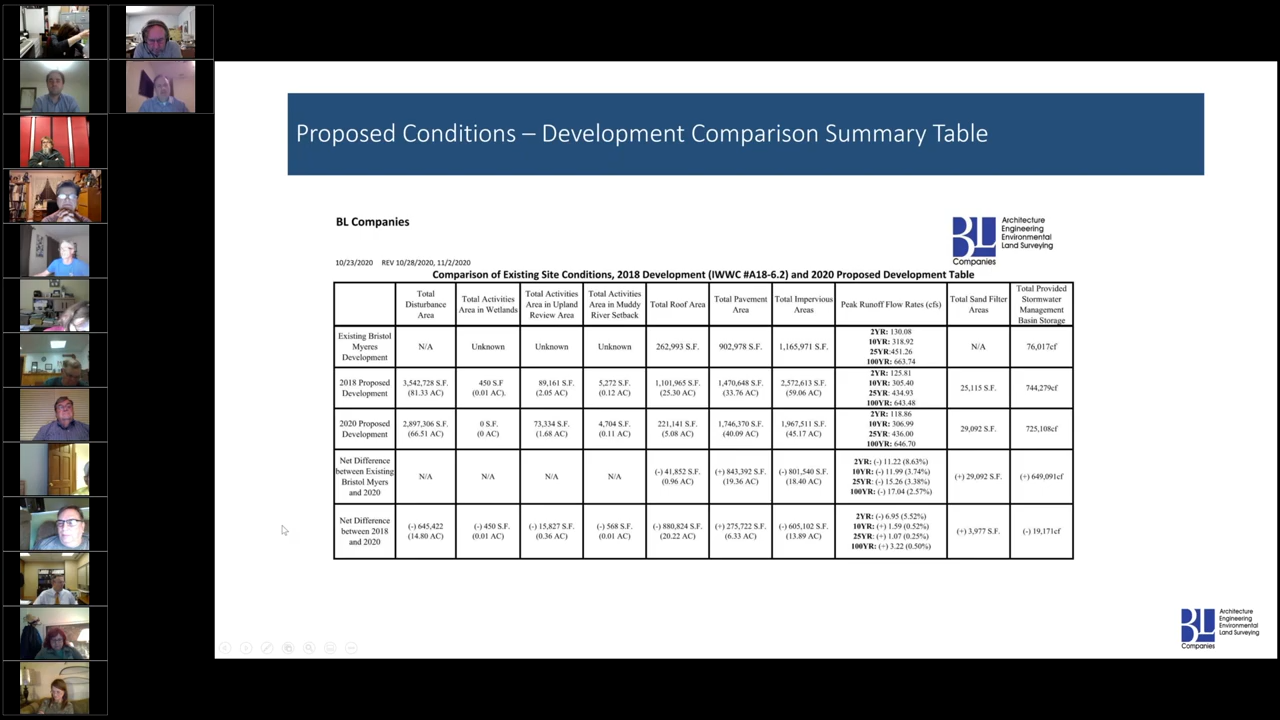 Proposed Conditions – Development Comparison Summary Table
BL Companies
BL
Companies
Architecture
Engineering
Environmental
Land Surveying
10/23/2020 REV 10/28/2020, 11/2/2020
Comparison of Existing Site Conditions, 2018 Development (IWWC #A18-6.2) and 2020 Proposed Development Table
Total
Disturbance
Area
Total Activities
Area in Wetlands
Total Activities
Area in Upland
Review Area
Total Activities
Area in Muddy
River Setback
Total Roof Area
Total Pavement
Area
Total Impervious
Areas
Peak Runoff Flow Rates (cfs)
Total Sand Filter
Areas
Total Provided
Stormwater
Management
Basin Storage
Existing Bristol
Myeres
Development
N/A
Unknown
Unknown
Unknown
262,993 S.F.
902,978 S.F.
1,165,971 S.F.
2YR: 130.08
10YR: 318.92
25YR:451.26
100YR: 663.74
N/A
76,017cf
2018 Proposed
Development
3,542,728 S.F.
(81.33 AC)
450 S.F
(0.01 AC).
89,161 S.F.
(2.05 AC)
5,272 S.F.
(0.12 AC)
1,101,965 S.F.
(25.30 AC)
1,470,648 S.F.
(33.76 AC)
2,572,613 S.F.
(59.06 AC)
2YR: 125.81
10YR: 305.40
25YR: 434.93
100YR: 643.48
25,115 S.F.
744,279cf
2020 Proposed
Development
2,897,306 S.F.
(66.51 AC)
0 S.F.
(0 AC)
73,334 S.F.
(1.68 AC)
4,704 S.F.
(0.11 AC)
221,141 S.F.
(5.08 AC)
1,746,370 S.F.
(40.09 AC)
1,967,511 S.F.
(45.17 AC)
2YR: 118.86
10YR: 306.99
25YR: 436.00
100YR: 646.70
29,092 S.F.
725,108cf
Net Difference
between Existing
Bristol Myers
and 2020
N/A
N/A
N/A
N/A
(-) 41,852 S.F.
(0.96 AC)
(+) 843,392 S.F.
(19.36 AC)
(-) 801,540 S.F.
(18.40 AC)
2YR: (-) 11.22 (8.63%)
10YR: (-) 11.99 (3.74%)
25YR: (-) 15.26 (3.38%)
100YR: (-) 17.04 (2.57%)
(+) 29,092 S.F.
(+) 649,091cf
Net Difference
between 2018
and 2020
(-) 645,422
(14.80 AC)
(-) 450 S.F.
(0.01 AC)
(-) 15,827 S.F.
(0.36 AC)
(-) 568 S.F.
(0.01 AC)
(-) 880,824 S.F.
(20.22 AC)
(+) 275,722 S.F.
(6.33 AC)
(-) 605,102 S.F.
(13.89 AC)
2YR: (-) 6.95 (5.52%)
10YR: (+) 1.59 (0.52%)
25YR: (+) 1.07 (0.25%)
100YR: (+) 3.22 (0.50%)
(+) 3,977 S.F.
(-) 19,171cf
BL
Companies
Architecture
Engineering
Environmental
Land Surveying